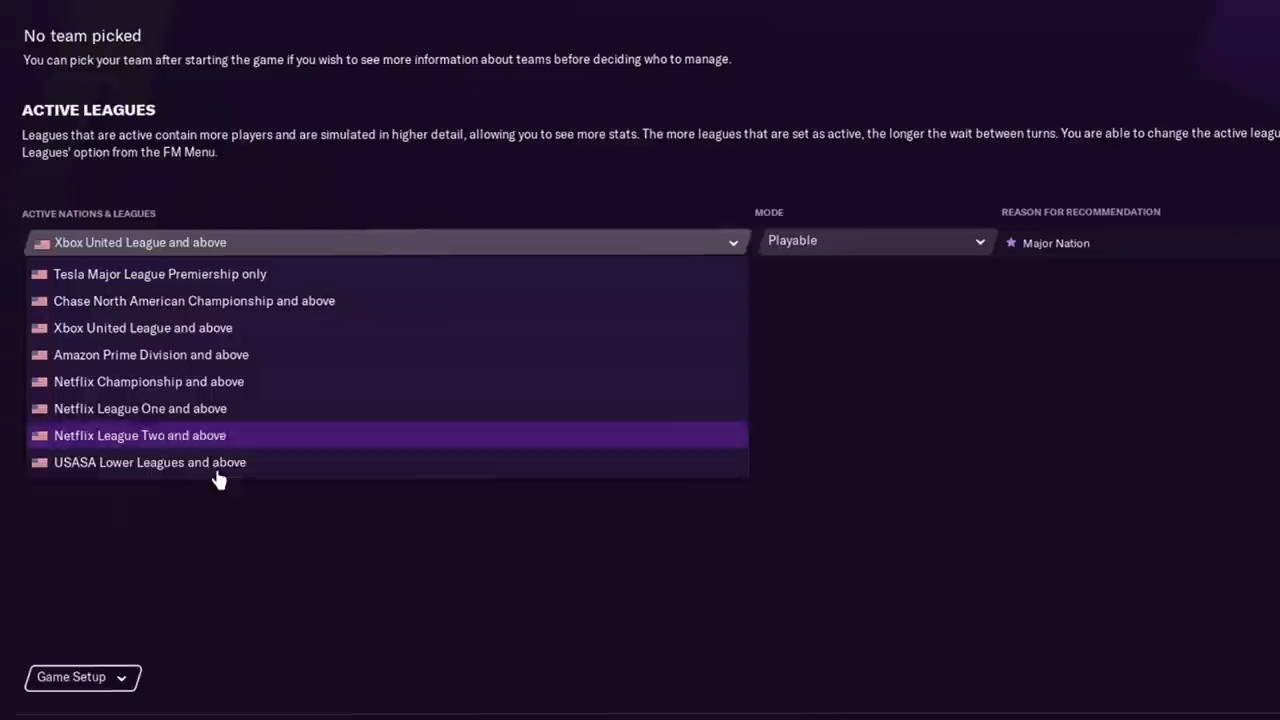 No team picked
You can pick your team after starting the game if you wish to see more information about teams before deciding who to manage.
ACTIVE LEAGUES
Leagues that are active contain more players and are simulated in higher detail, allowing you to see more stats. The more leagues that are set as active, the longer the wait between turns. You are able to change the active leagu
Leagues' option from the FM Menu.
ACTIVE NATIONS & LEAGUES MODE REASON FOR RECOMMENDATION
Xbox United League and above Playable Major Nation
Tesla Major League Premiership only
Chase North American Championship and above
Xbox United League and above
Amazon Prime Division and above
Netflix Championship and above
Netflix League One and above
Netflix League Two and above
USASA Lower Leagues and above
Game Setup